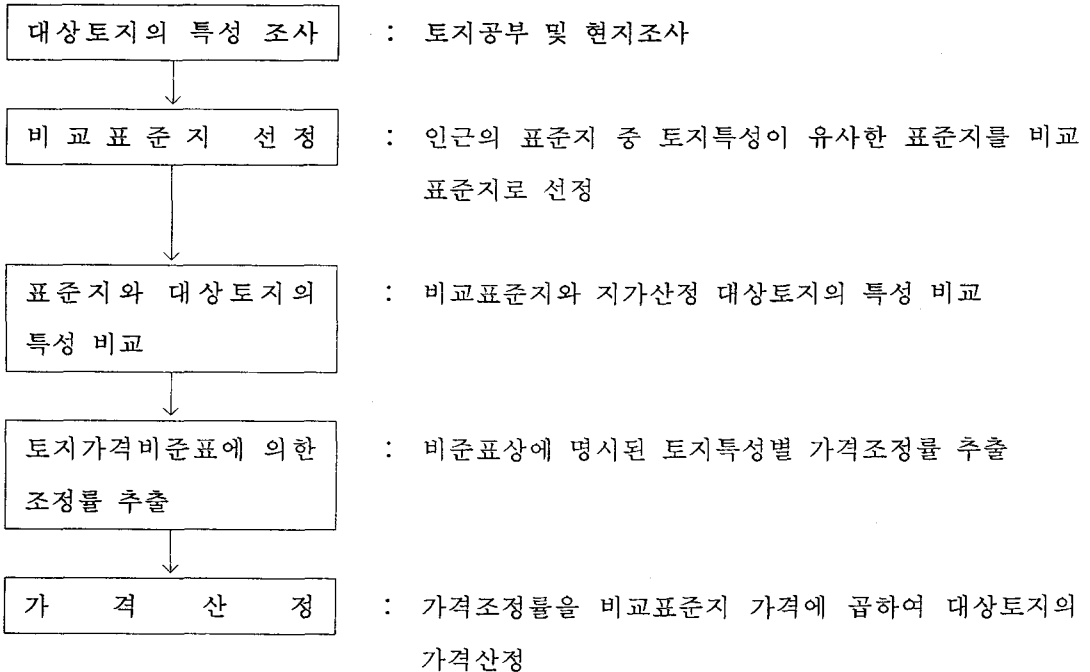 대상토지의 특성 조사 : 토지공부 및 현지조사
비교표준지 선정 : 인근의 표준지 중 토지특성이 유사한 표준지를 비교
표준지로 선정
표준지와 대상토지의 : 비교표준지와 지가산정 대상토지의 특성 비교
특성 비교
토지가격비준표에 의한 : 비준표상에 명시된 토지특성별 가격조정률 추출
조정률 추출
가격산정 : 가격조정률을 비교표준지 가격에 곱하여 대상토지의
가격산정